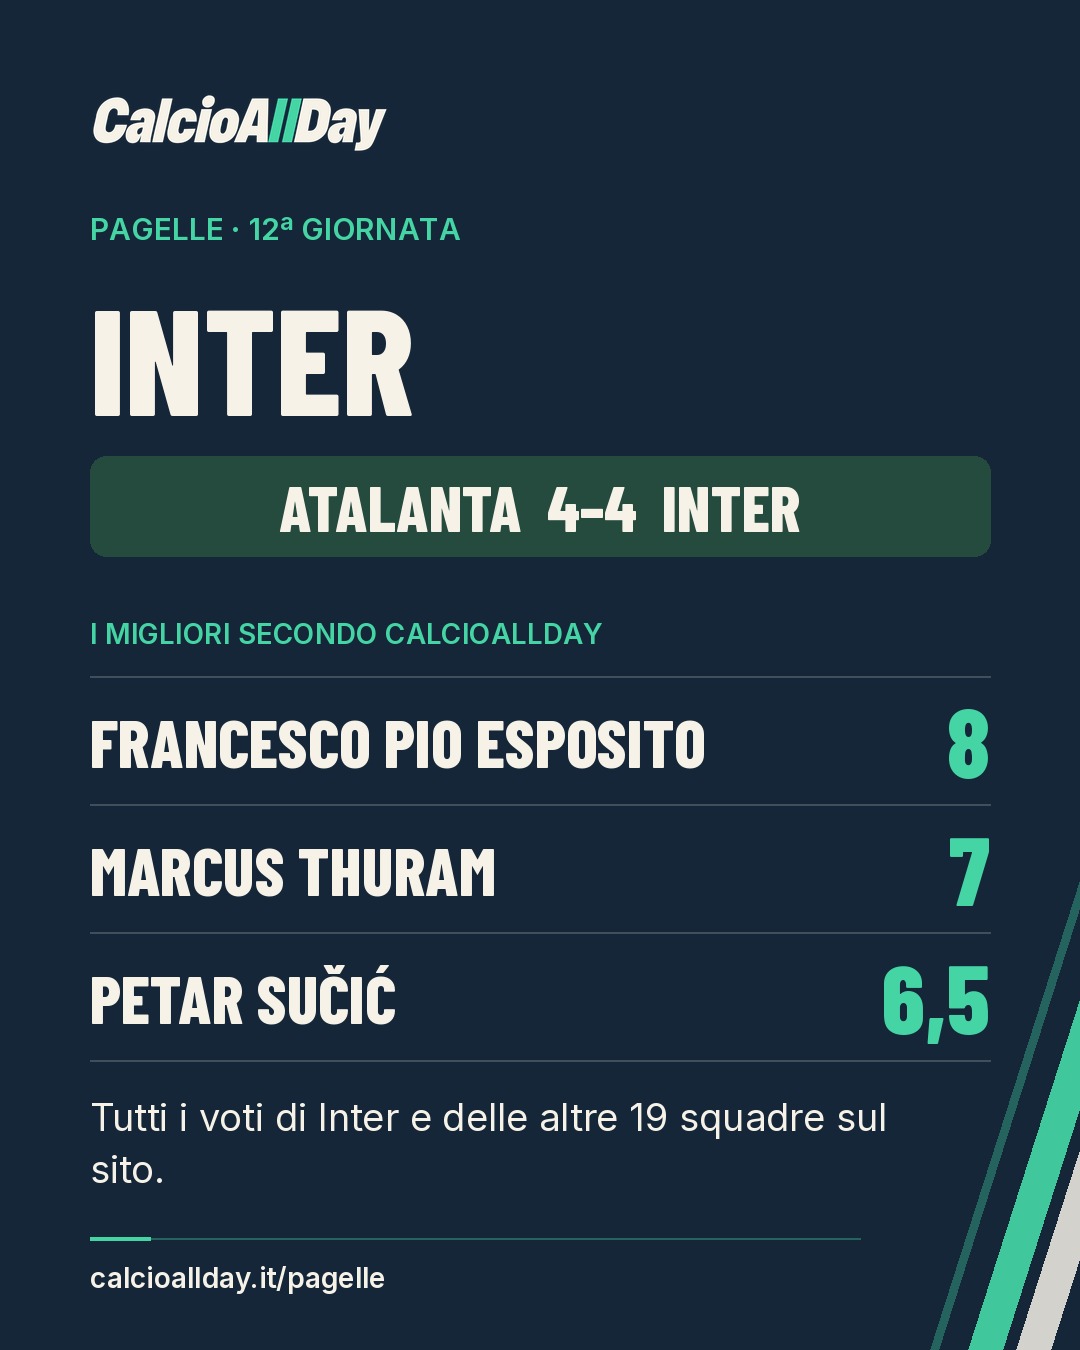 CalcioAllDay
PAGELLE · 12ª GIORNATA
INTER
ATALANTA 4–4 INTER
I MIGLIORI SECONDO CALCIOALLDAY
FRANCESCO PIO ESPOSITO 8
MARCUS THURAM 7
PETAR SUČIĆ 6,5
Tutti i voti di Inter e delle altre 19 squadre sul
sito.
calcioallday.it/pagelle